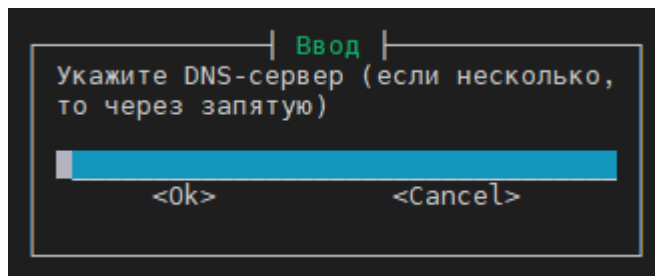 Ввод
Укажите DNS-сервер (если несколько,
то через запятую)
<Ok> <Cancel>